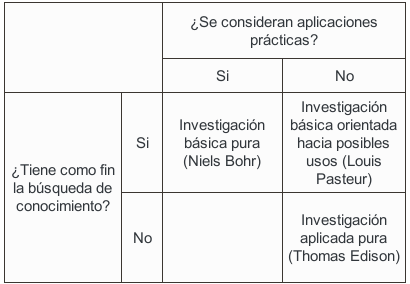 ¿Se consideran aplicaciones
prácticas?
Si
No
¿Tiene como fin
la búsqueda de
conocimiento?
Si
Investigación
básica pura
(Niels Bohr)
Investigación
básica orientada
hacia posibles
usos (Louis
Pasteur)
No
Investigación
aplicada pura
(Thomas Edison)